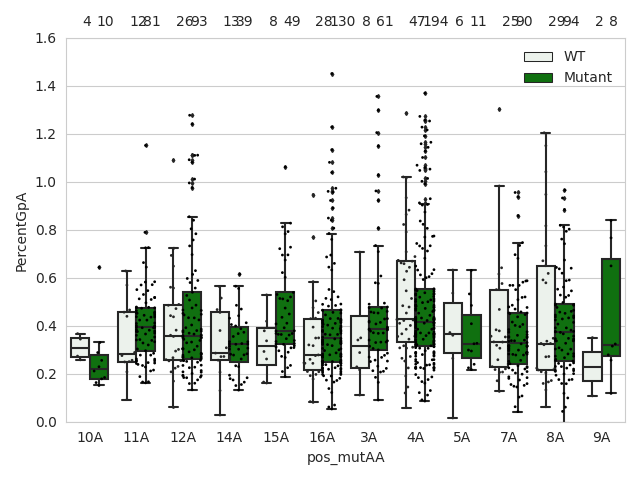 4 10 12 81 26 93 13 39 8 49 28 130 8 61 47 194 6 11 25 90 29 94 2 8
1.6
WT
Mutant
1.4
1.2
1.0
0.8
0.6
0.4
0.2
0.0
PercentGpA
10A 11A 12A 14A 15A 16A 3A 4A 5A 7A 8A 9A
pos_mutAA